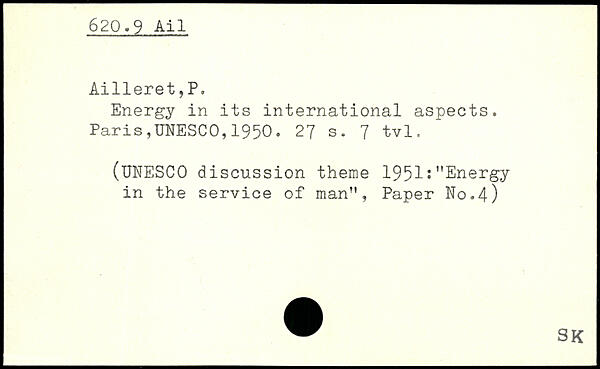 620.9 Ail
Ailleret,P.
Energy in its international aspects.
Paris,UNESCO,1950. 27 s. 7 tvl.
(UNESCO discussion theme 1951:"Energy
in the service of man", Paper No.4)
SK